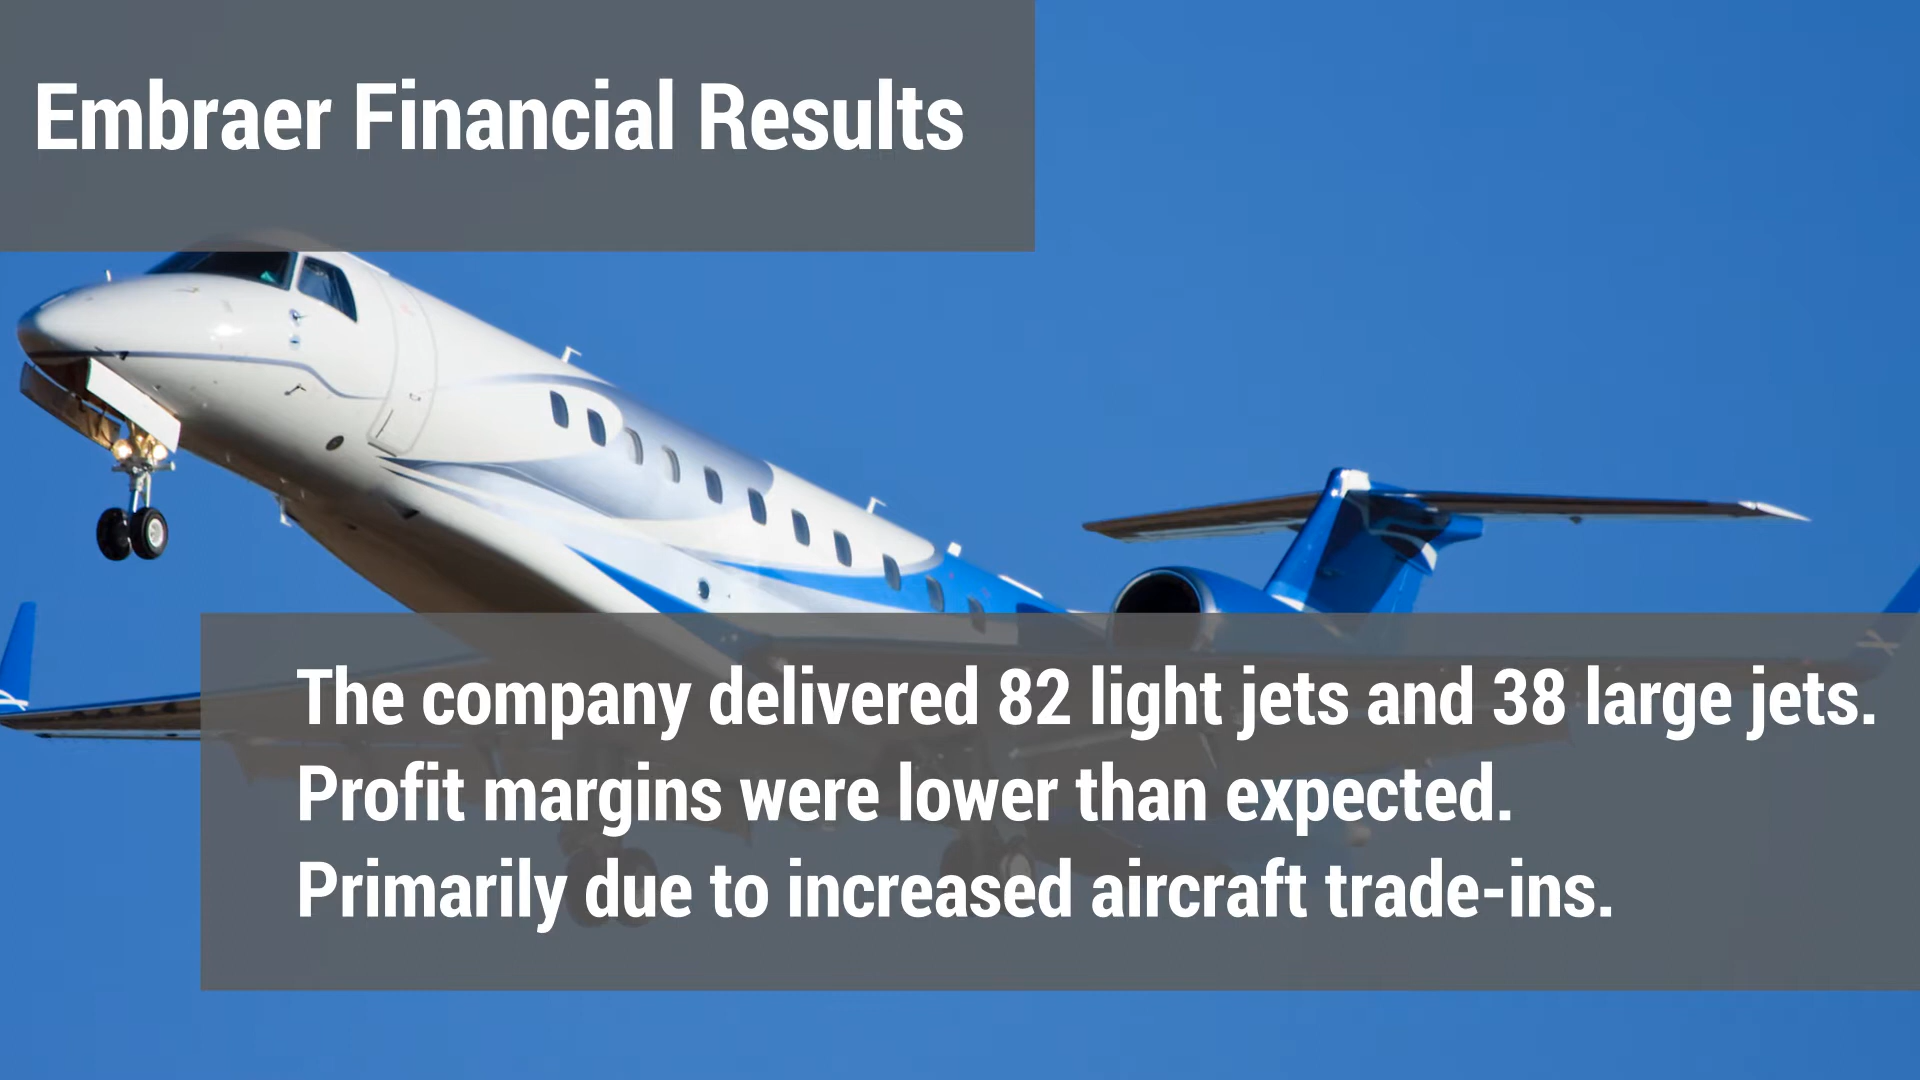 Embraer Financial Results
The company delivered 82 light jets and 38 large jets.
Profit margins were lower than expected.
Primarily due to increased aircraft trade-ins.